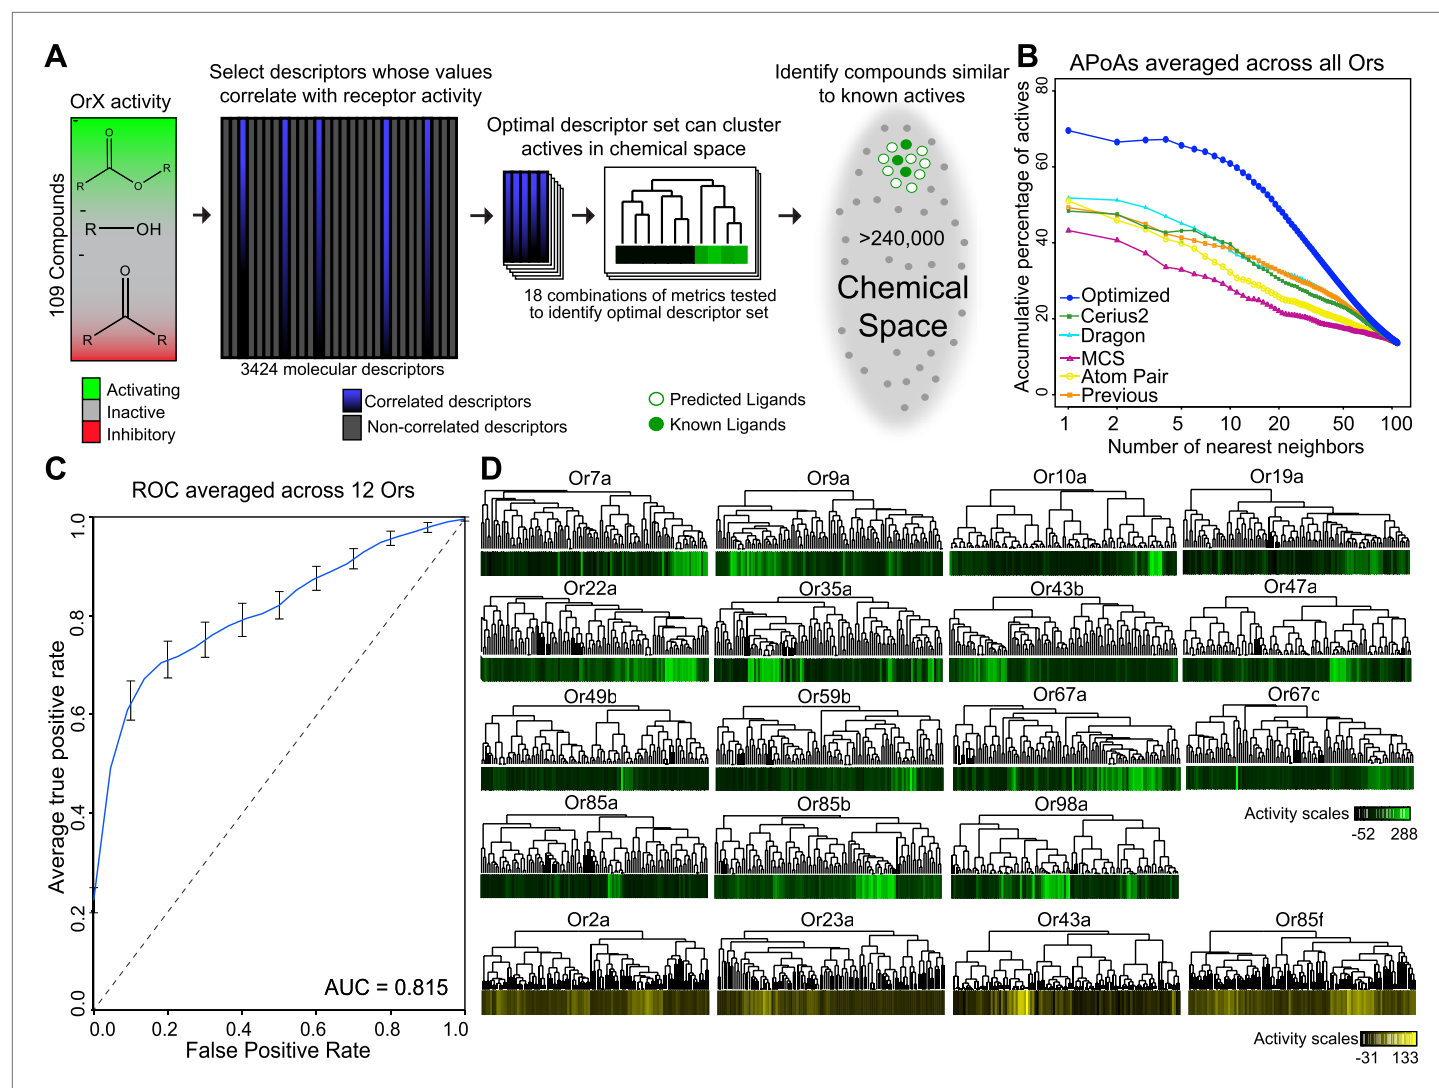 A
OrX activity
109 Compounds
O
R
O
R
R
OH
O
R
R
Activating
Inactive
Inhibitory
Select descriptors whose values
correlate with receptor activity
3424 molecular descriptors
Correlated descriptors
Non-correlated descriptors
Optimal descriptor set can cluster
actives in chemical space
18 combinations of metrics tested
to identify optimal descriptor set
Identify compounds similar
to known actives
>240,000
Chemical
Space
Predicted Ligands
Known Ligands
B
APoAs averaged across all Ors
Accumulative percentage of actives
80
60
40
20
0
Optimized
Cerius2
Dragon
MCS
Atom Pair
Previous
1
2
5
10
20
50
100
Number of nearest neighbors
C
ROC averaged across 12 Ors
Average true positive rate
1.0
0.8
0.6
0.4
0.2
0.0
AUC = 0.815
0.0
0.2
0.4
0.6
0.8
1.0
False Positive Rate
D
Or7a
Or9a
Or10a
Or19a
Or22a
Or35a
Or43b
Or47a
Or49b
Or59b
Or67a
Or67c
Or85a
Or85b
Or98a
Activity scales
-52 288
Or2a
Or23a
Or43a
Or85f
Activity scales
-31 133